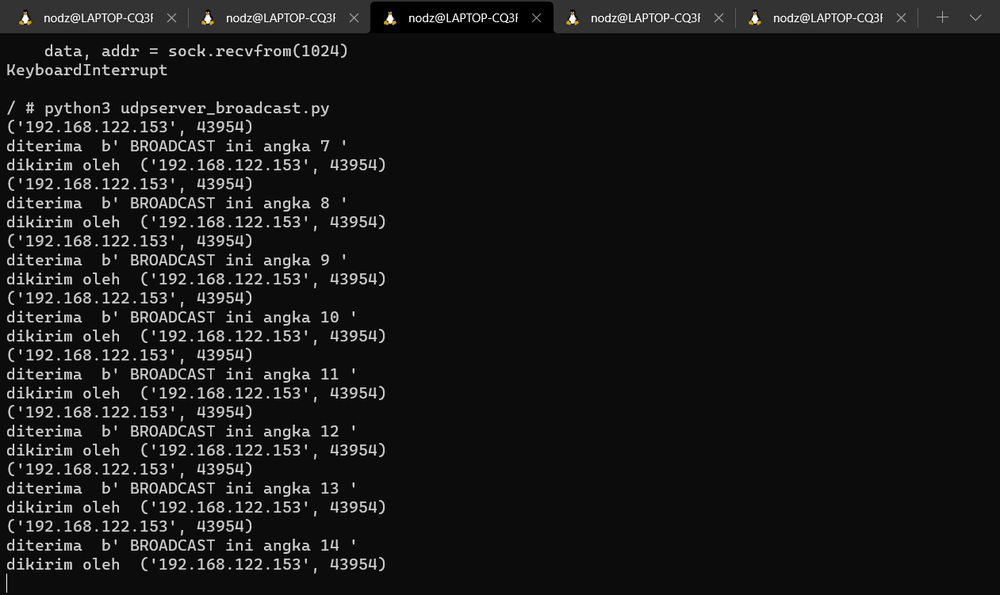 nodz@LAPTOP-CQ3F nodz@LAPTOP-CQ3F nodz@LAPTOP-CQ3F nodz@LAPTOP-CQ3F nodz@LAPTOP-CQ3F
    data, addr = sock.recvfrom(1024)
KeyboardInterrupt
/ # python3 udpserver_broadcast.py
('192.168.122.153', 43954)
diterima  b' BROADCAST ini angka 7 '
dikirim oleh  ('192.168.122.153', 43954)
('192.168.122.153', 43954)
diterima  b' BROADCAST ini angka 8 '
dikirim oleh  ('192.168.122.153', 43954)
('192.168.122.153', 43954)
diterima  b' BROADCAST ini angka 9 '
dikirim oleh  ('192.168.122.153', 43954)
('192.168.122.153', 43954)
diterima  b' BROADCAST ini angka 10 '
dikirim oleh  ('192.168.122.153', 43954)
('192.168.122.153', 43954)
diterima  b' BROADCAST ini angka 11 '
dikirim oleh  ('192.168.122.153', 43954)
('192.168.122.153', 43954)
diterima  b' BROADCAST ini angka 12 '
dikirim oleh  ('192.168.122.153', 43954)
('192.168.122.153', 43954)
diterima  b' BROADCAST ini angka 13 '
dikirim oleh  ('192.168.122.153', 43954)
('192.168.122.153', 43954)
diterima  b' BROADCAST ini angka 14 '
dikirim oleh  ('192.168.122.153', 43954)